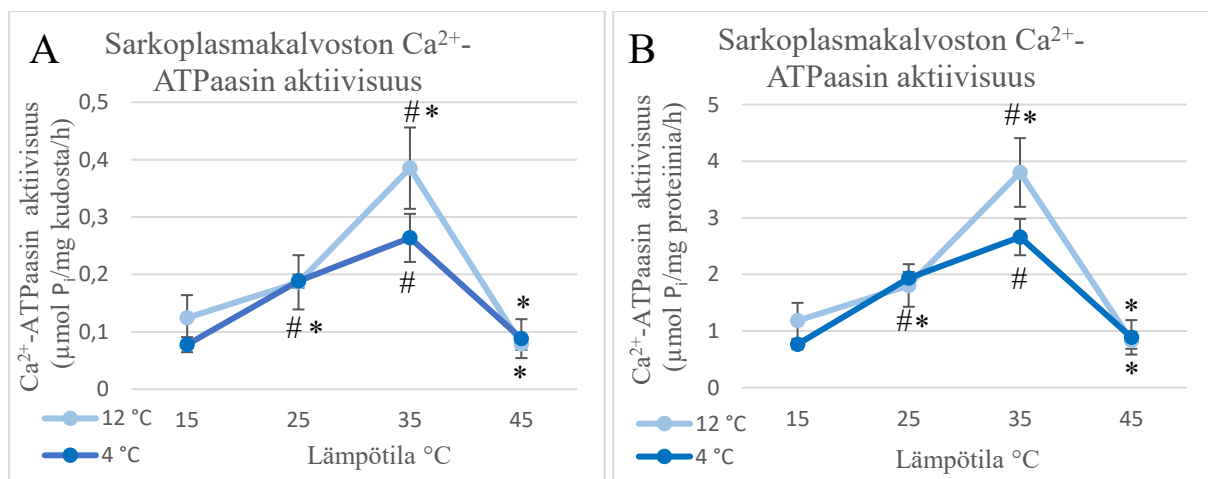 A
Sarkoplasmakalvoston Ca²⁺-
ATPaasin aktiivisuus
Ca²⁺-ATPaasin aktiivisuus
(µmol Pᵢ/mg kudosta/h)
0,5
0,4
0,3
0,2
0,1
0
# *
#
# *
*
*
15 25 35 45
Lämpötila °C
12 °C
4 °C
B
Sarkoplasmakalvoston Ca²⁺-
ATPaasin aktiivisuus
Ca²⁺-ATPaasin aktiivisuus
(µmol Pᵢ/mg proteiinia/h)
5
4
3
2
1
0
#*
#
#*
*
*
15 25 35 45
Lämpötila °C
12 °C
4 °C